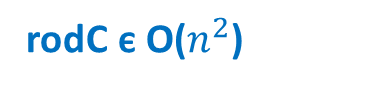 rodC є O(𝑛²)